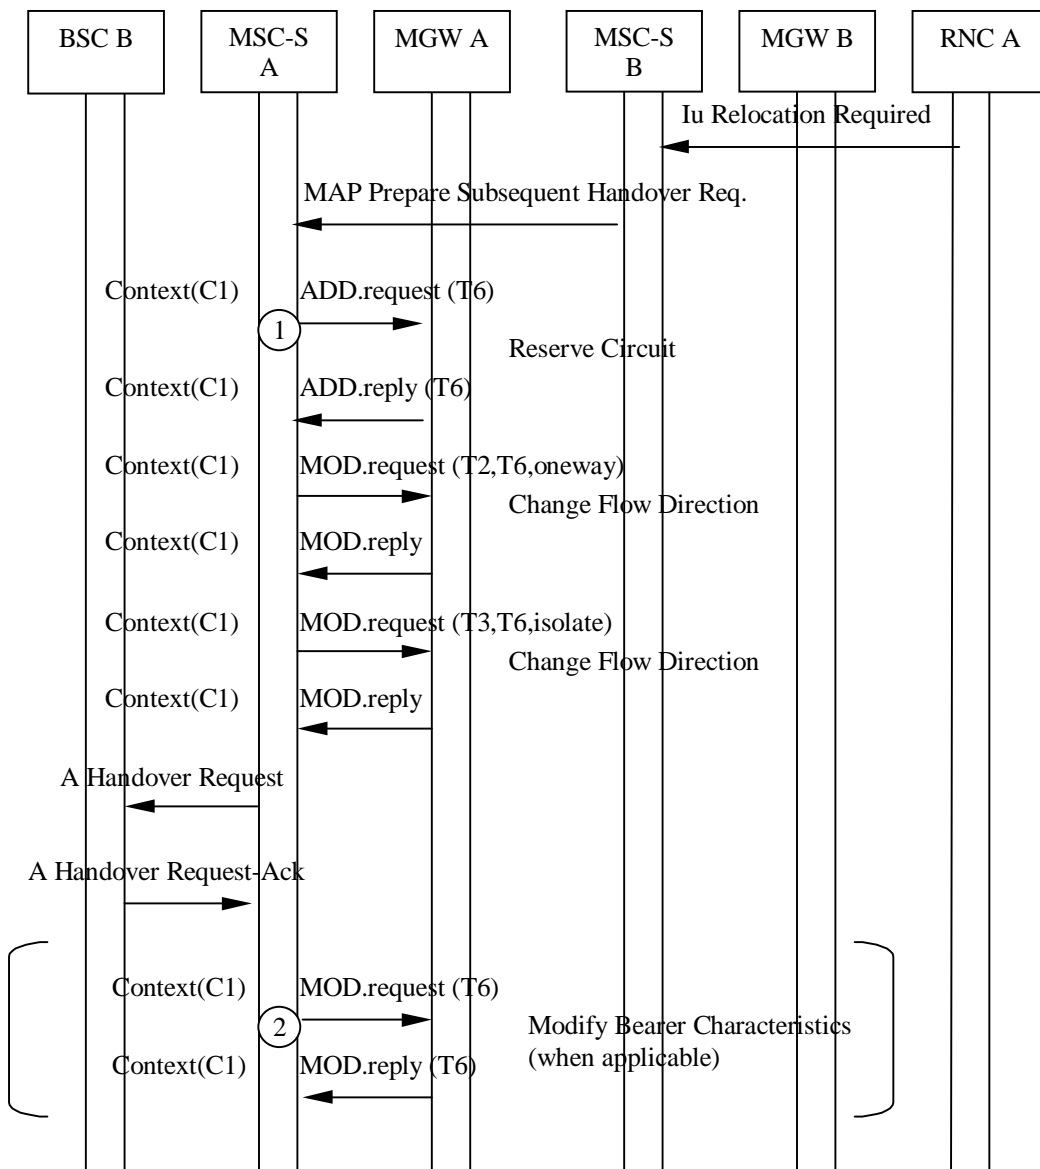 BSC B
MSC-S
A
MGW A
MSC-S
B
MGW B
RNC A
Iu Relocation Required
MAP Prepare Subsequent Handover Req.
Context(C1) ADD.request (T6)
1
Reserve Circuit
Context(C1) ADD.reply (T6)
Context(C1) MOD.request (T2,T6,oneway)
Change Flow Direction
Context(C1) MOD.reply
Context(C1) MOD.request (T3,T6,isolate)
Change Flow Direction
Context(C1) MOD.reply
A Handover Request
A Handover Request-Ack
Context(C1) MOD.request (T6)
2
Modify Bearer Characteristics
(when applicable)
Context(C1) MOD.reply (T6)